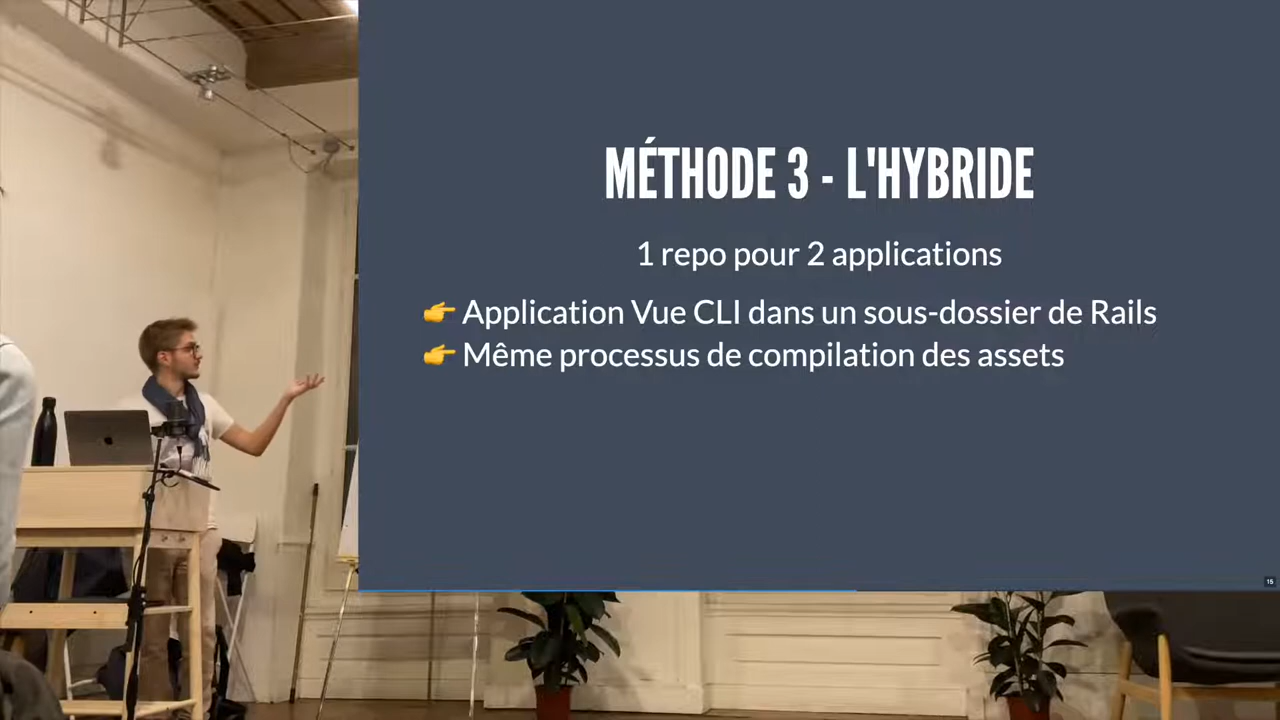 MÉTHODE 3 - L'HYBRIDE
1 repo pour 2 applications
👉 Application Vue CLI dans un sous-dossier de Rails
👉 Même processus de compilation des assets
15